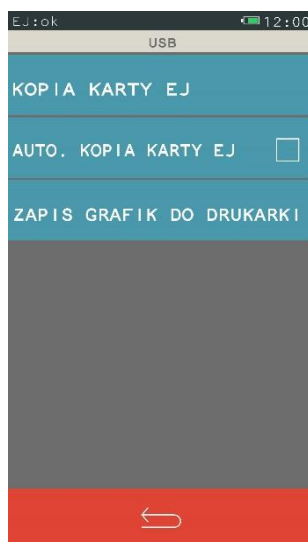 EJ:ok 12:00
USB
KOPIA KARTY EJ
AUTO. KOPIA KARTY EJ
ZAPIS GRAFIK DO DRUKARKI